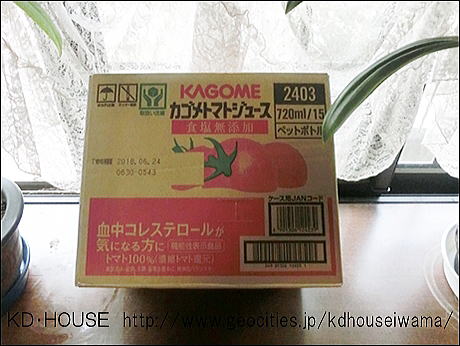 KAGOME
カゴメトマトジュース
食塩無添加
2403
720ml/15
ペットボトル
2018.06.24
0630·0543
ケース用JANコード
血中コレステロールが
気になる方に 機能性表示食品
トマト100%(濃縮トマト還元)
KD·HOUSE http://www.geocities.jp/kdhouseiwama/